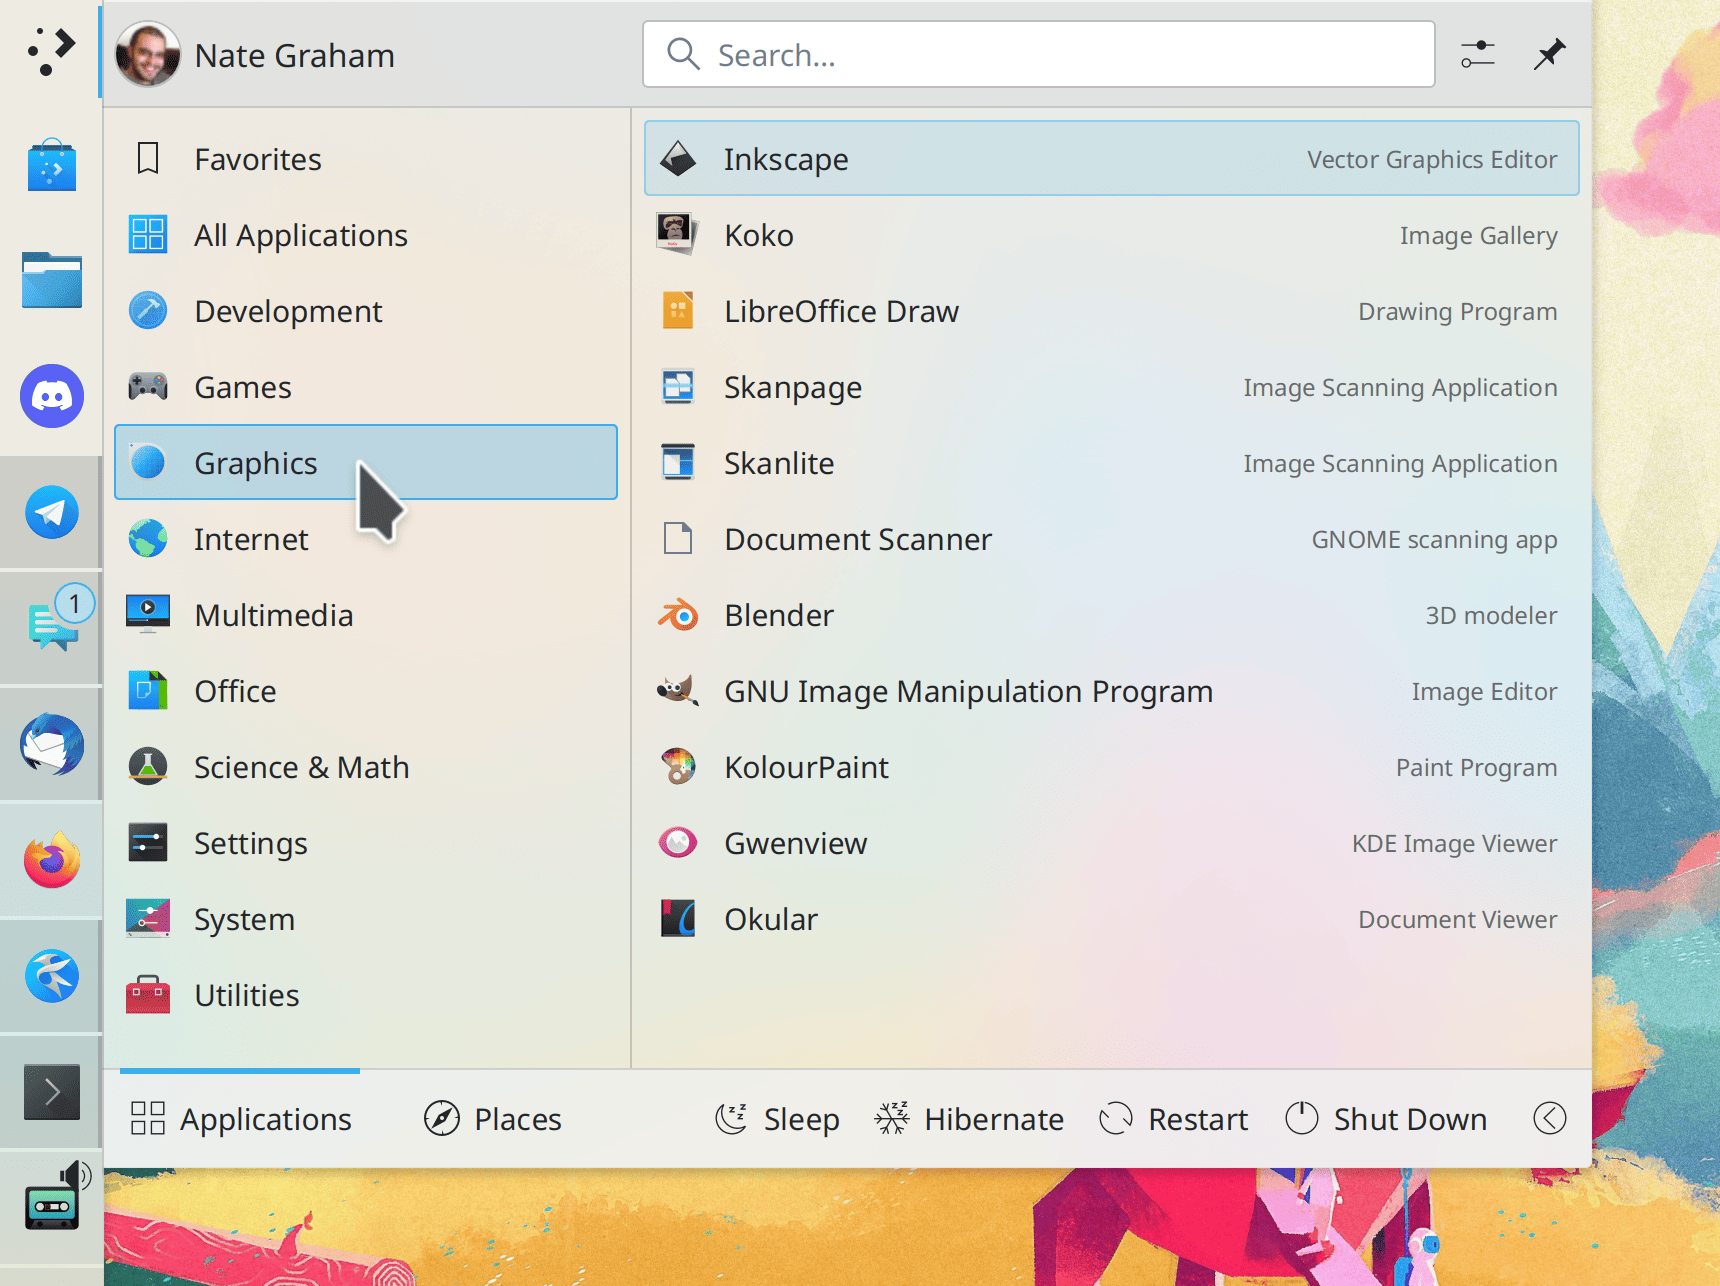 Nate Graham
Search...
Favorites
All Applications
Development
Games
Graphics
Internet
Multimedia
Office
Science & Math
Settings
System
Utilities
Inkscape Vector Graphics Editor
Koko Image Gallery
LibreOffice Draw Drawing Program
Skanpage Image Scanning Application
Skanlite Image Scanning Application
Document Scanner GNOME scanning app
Blender 3D modeler
GNU Image Manipulation Program Image Editor
KolourPaint Paint Program
Gwenview KDE Image Viewer
Okular Document Viewer
1
Applications Places Sleep Hibernate Restart Shut Down